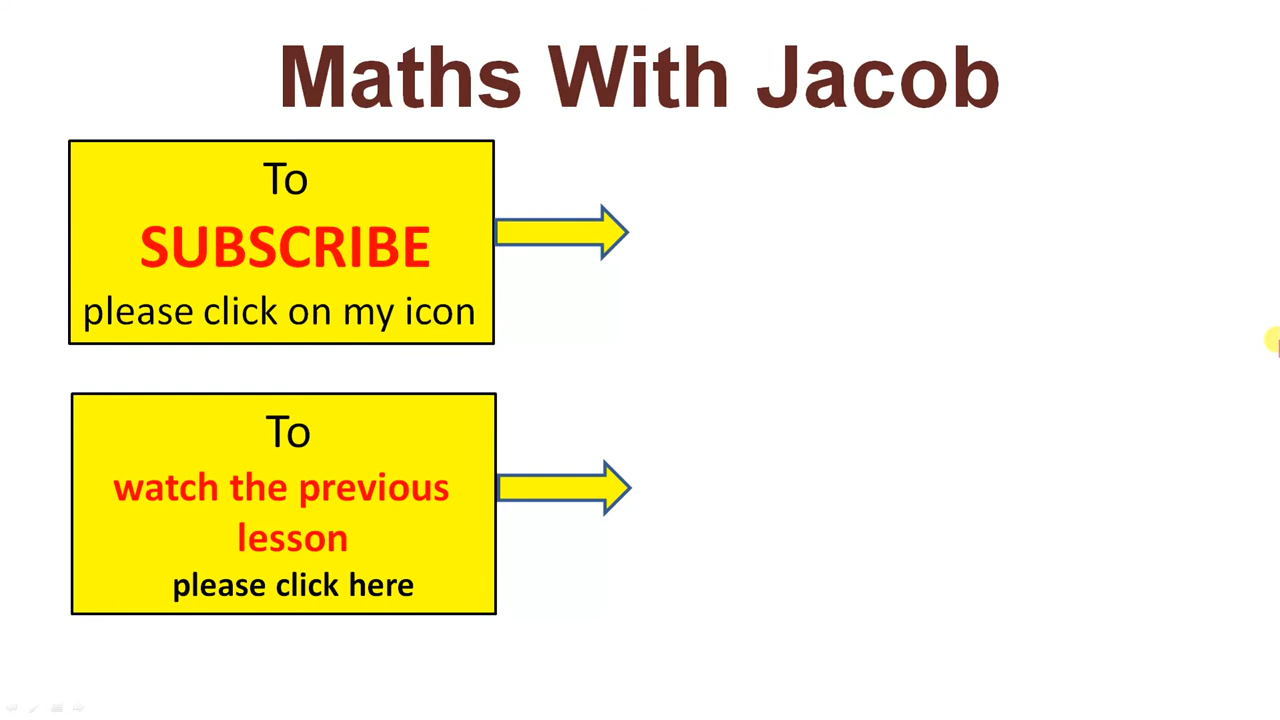 Maths With Jacob
To
SUBSCRIBE
please click on my icon
To
watch the previous
lesson
please click here